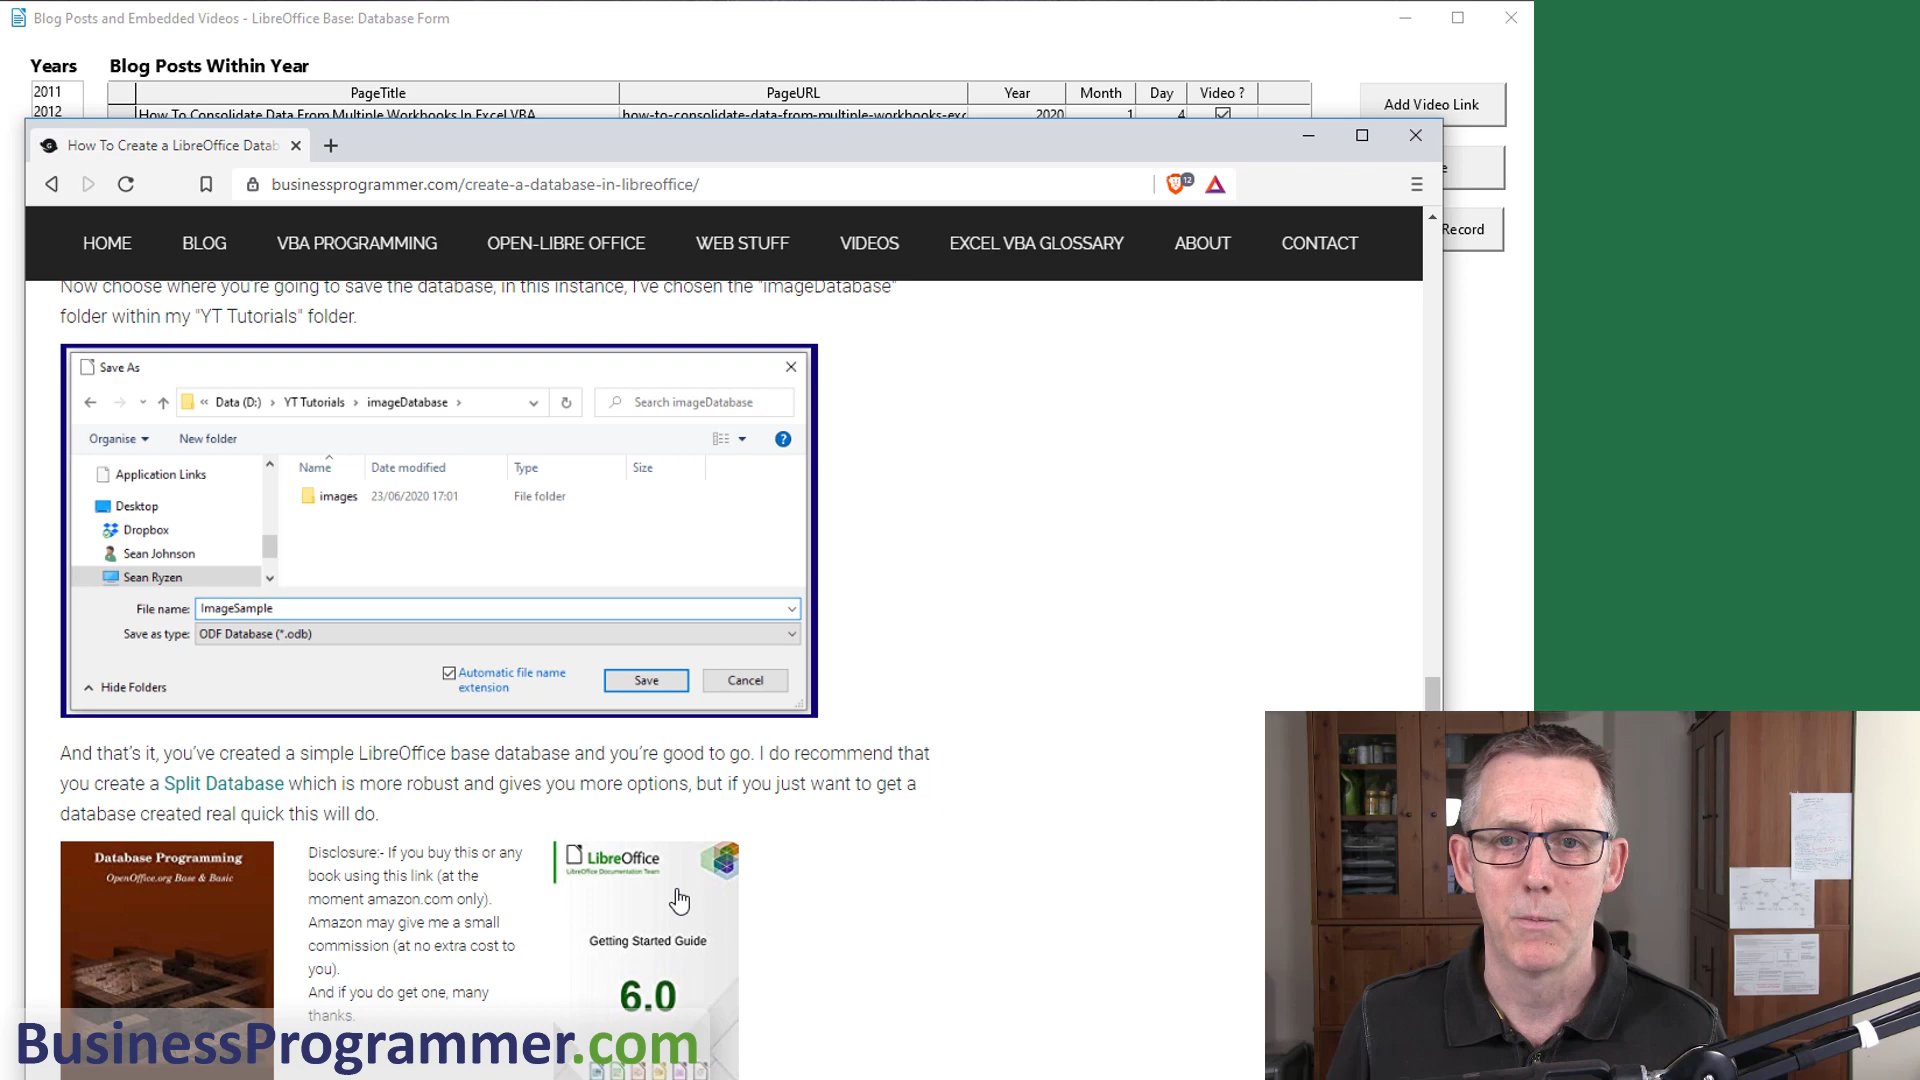 Blog Posts and Embedded Videos - LibreOffice Base: Database Form
Years
Blog Posts Within Year
2011
2012
PageTitle PageURL Year Month Day Video ?
How To Consolidate Data From Multiple Workbooks In Excel VBA how-to-consolidate-data-from-multiple-workbooks-exc 2020 1 4
Add Video Link
e
Record
How To Create a LibreOffice Datab
businessprogrammer.com/create-a-database-in-libreoffice/
12
HOME BLOG VBA PROGRAMMING OPEN-LIBRE OFFICE WEB STUFF VIDEOS EXCEL VBA GLOSSARY ABOUT CONTACT
Now choose where you're going to save the database, in this instance, I've chosen the "imageDatabase"
folder within my "YT Tutorials" folder.
Save As
« Data (D:) › YT Tutorials › imageDatabase ›
Search imageDatabase
Organise New folder
?
Name Date modified Type Size
Application Links
images 23/06/2020 17:01 File folder
Desktop
Dropbox
Sean Johnson
Sean Ryzen
File name: ImageSample
Save as type: ODF Database (*.odb)
Automatic file name
extension
Save Cancel
Hide Folders
And that's it, you've created a simple LibreOffice base database and you're good to go. I do recommend that
you create a Split Database which is more robust and gives you more options, but if you just want to get a
database created real quick this will do.
Database Programming
OpenOffice.org Base & Basic
Disclosure:- If you buy this or any
book using this link (at the
moment amazon.com only).
Amazon may give me a small
commission (at no extra cost to
you).
And if you do get one, many
thanks.
LibreOffice
LibreOffice Documentation Team
Getting Started Guide
6.0
BusinessProgrammer.com